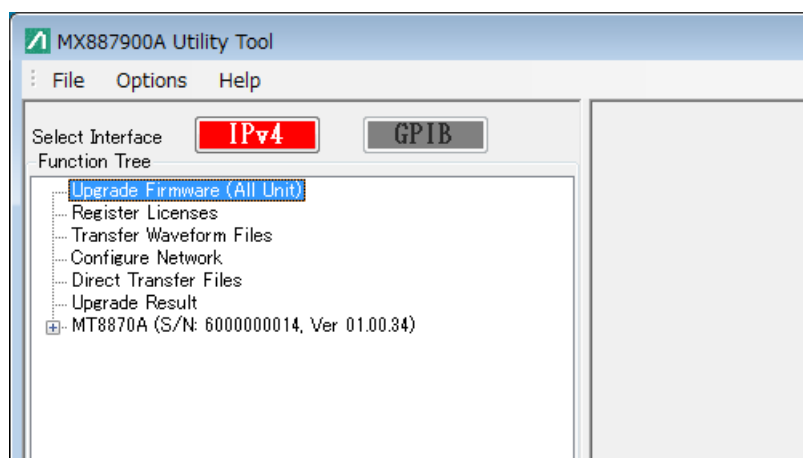 MX887900A Utility Tool
File Options Help
Select Interface IPv4 GPIB
Function Tree
Upgrade Firmware (All Unit)
Register Licenses
Transfer Waveform Files
Configure Network
Direct Transfer Files
Upgrade Result
MT8870A (S/N: 6000000014, Ver 01.00.34)